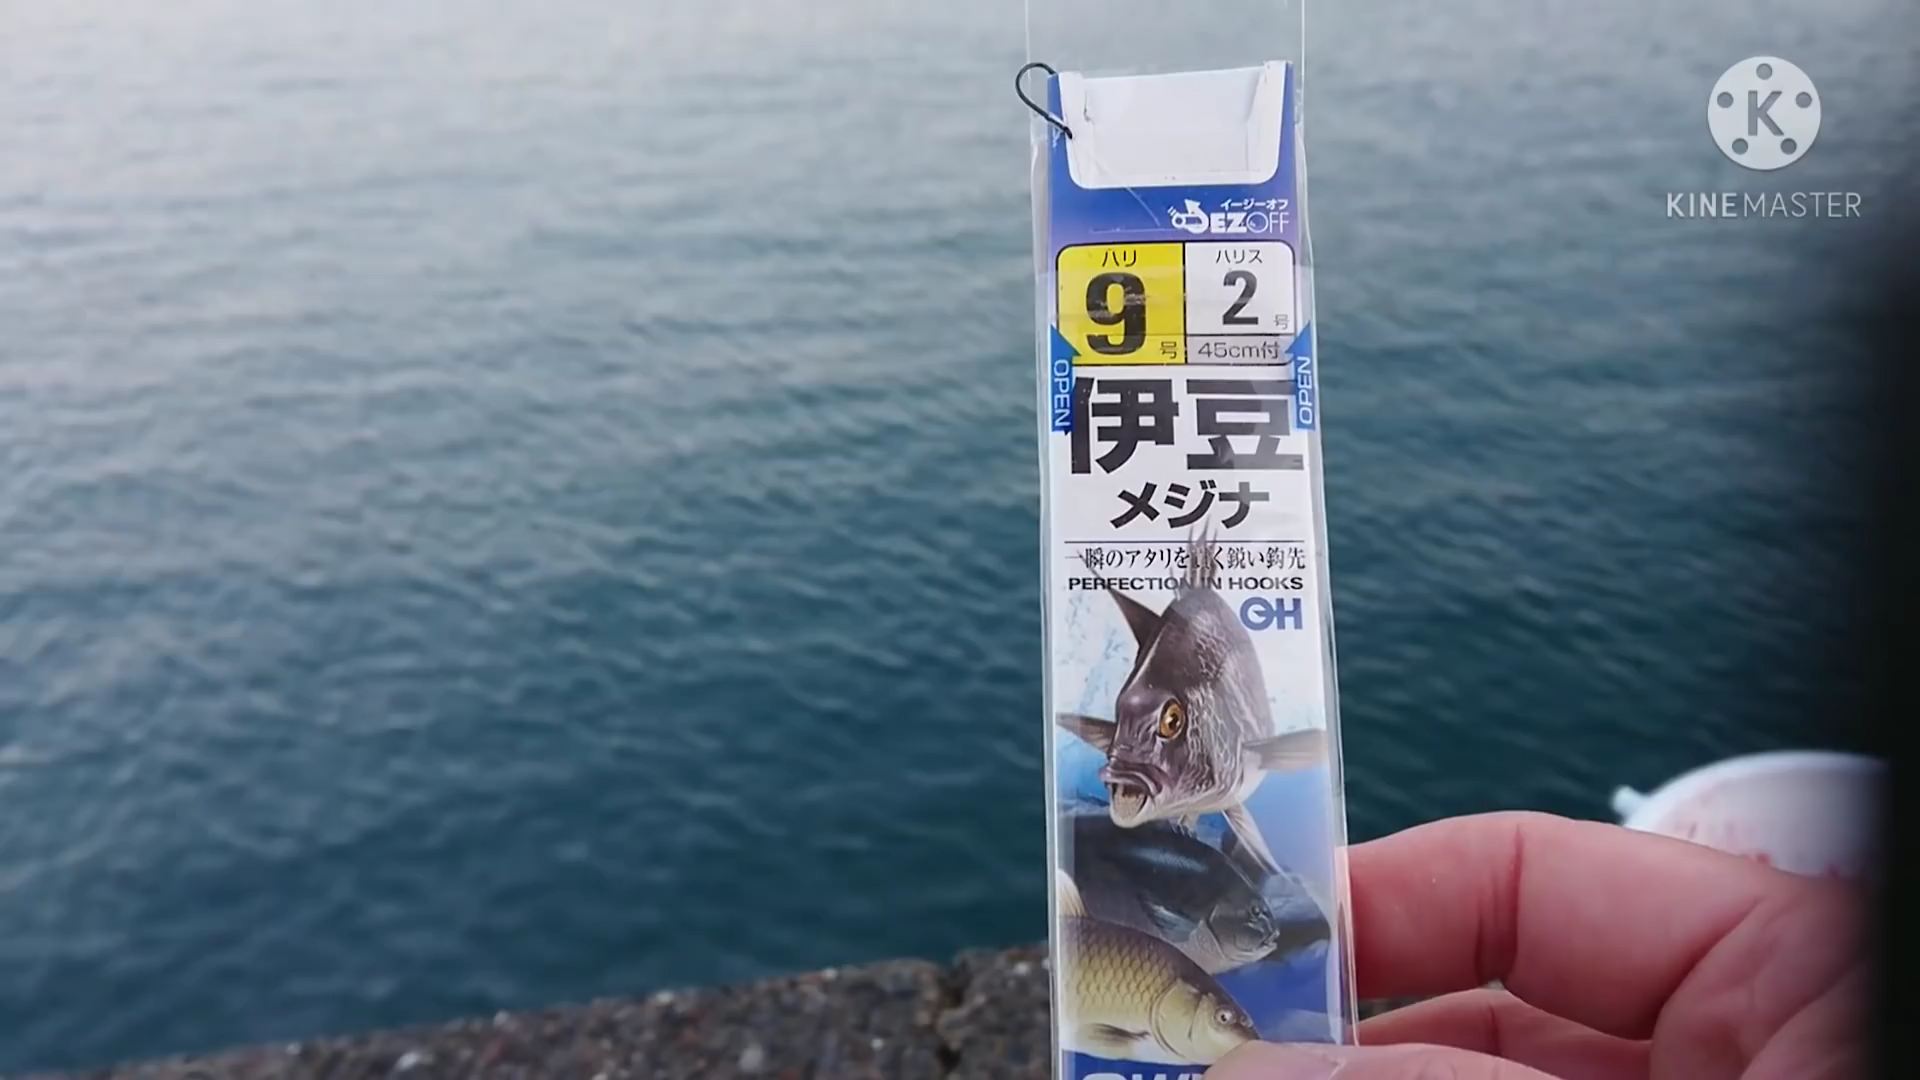 K
KINEMASTER
イージーオフ
EZOFF
ハリ
9号
ハリス
2号
45cm付
OPEN
OPEN
伊豆
メジナ
一瞬のアタリを貫く鋭い鈎先
PERFECTION IN HOOKS
OH